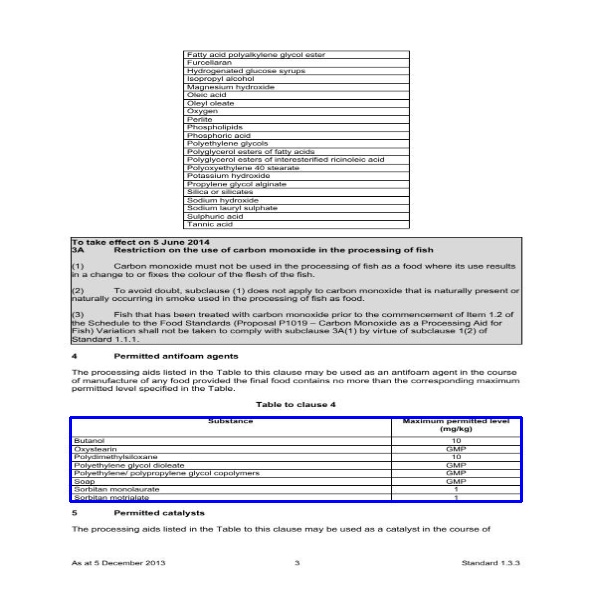 Fatty acid polyalkylene glycol ester
Furcellaran
Hydrogenated glucose syrups
Isopropyl alcohol
Magnesium hydroxide
Oleic acid
Oleyl oleate
Oxygen
Perlite
Phospholipids
Phosphoric acid
Polyethylene glycols
Polyglycerol esters of fatty acids
Polyglycerol esters of interesterified ricinoleic acid
Polyoxyethylene 40 stearate
Potassium hydroxide
Propylene glycol alginate
Silica or silicates
Sodium hydroxide
Sodium lauryl sulphate
Sulphuric acid
Tannic acid
To take effect on 5 June 2014
3A Restriction on the use of carbon monoxide in the processing of fish
(1) Carbon monoxide must not be used in the processing of fish as a food where its use results
in a change to or fixes the colour of the flesh of the fish.
(2) To avoid doubt, subclause (1) does not apply to carbon monoxide that is naturally present or
naturally occurring in smoke used in the processing of fish as food.
(3) Fish that has been treated with carbon monoxide prior to the commencement of Item 1.2 of
the Schedule to the Food Standards (Proposal P1019 – Carbon Monoxide as a Processing Aid for
Fish) Variation shall not be taken to comply with subclause 3A(1) by virtue of subclause 1(2) of
Standard 1.1.1.
4 Permitted antifoam agents
The processing aids listed in the Table to this clause may be used as an antifoam agent in the course
of manufacture of any food provided the final food contains no more than the corresponding maximum
permitted level specified in the Table.
Table to clause 4
Substance Maximum permitted level
(mg/kg)
Butanol 10
Oxystearin GMP
Polydimethylsiloxane 10
Polyethylene glycol dioleate GMP
Polyethylene/ polypropylene glycol copolymers GMP
Soap GMP
Sorbitan monolaurate 1
Sorbitan motrialate 1
5 Permitted catalysts
The processing aids listed in the Table to this clause may be used as a catalyst in the course of
As at 5 December 2013 3 Standard 1.3.3